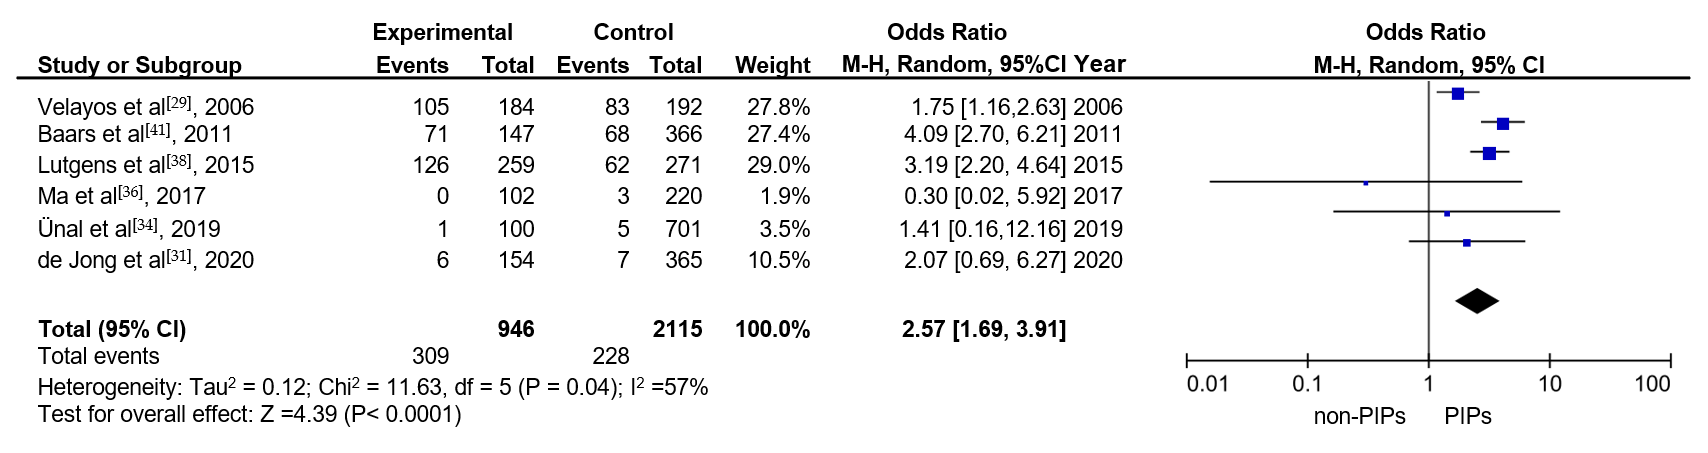 Experimental Control Odds Ratio Odds Ratio
Study or Subgroup Events Total Events Total Weight M-H, Random, 95%CI Year M-H, Random, 95% CI
Velayos et al[29], 2006 105 184 83 192 27.8% 1.75 [1.16,2.63] 2006
Baars et al[41], 2011 71 147 68 366 27.4% 4.09 [2.70, 6.21] 2011
Lutgens et al[38], 2015 126 259 62 271 29.0% 3.19 [2.20, 4.64] 2015
Ma et al[36], 2017 0 102 3 220 1.9% 0.30 [0.02, 5.92] 2017
Ünal et al[34], 2019 1 100 5 701 3.5% 1.41 [0.16,12.16] 2019
de Jong et al[31], 2020 6 154 7 365 10.5% 2.07 [0.69, 6.27] 2020
Total (95% CI) 946 2115 100.0% 2.57 [1.69, 3.91]
Total events 309 228
Heterogeneity: Tau² = 0.12; Chi² = 11.63, df = 5 (P = 0.04); I² =57%
Test for overall effect: Z =4.39 (P< 0.0001)
0.01 0.1 1 10 100
non-PIPs PIPs